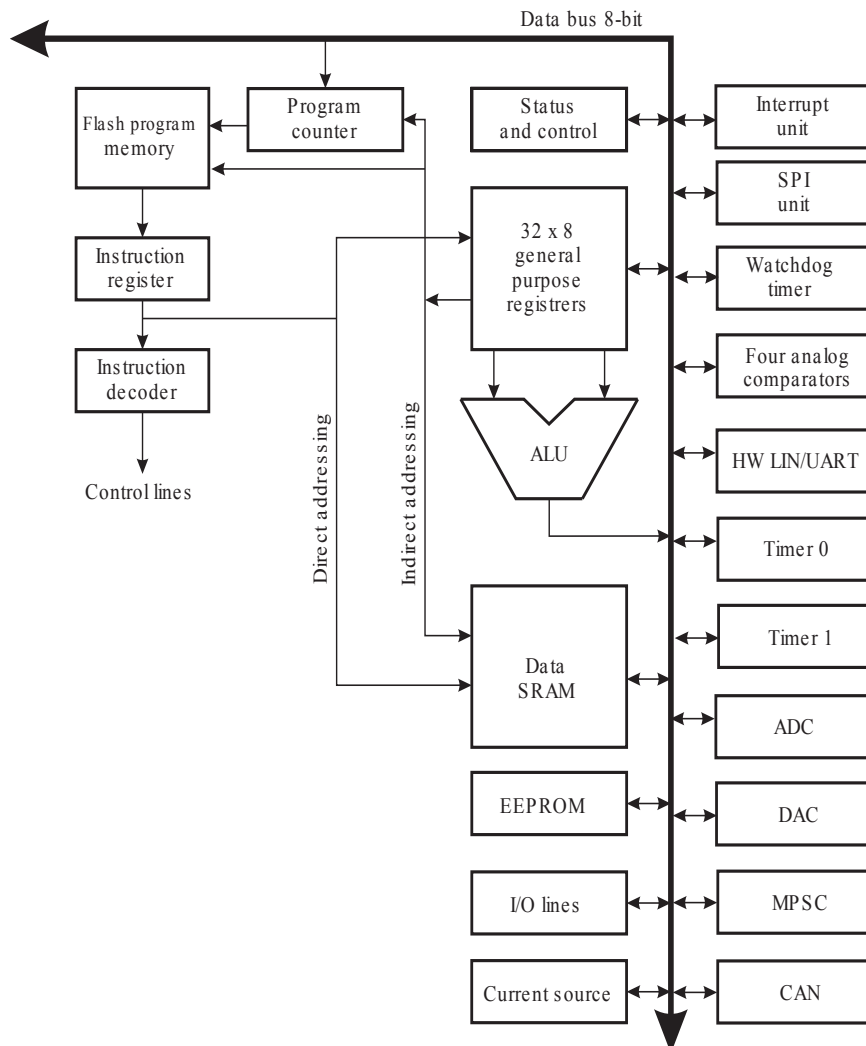 Data bus 8-bit
Program
counter
Flash program
memory
Instruction
register
Instruction
decoder
Control lines
Direct addressing
Indirect addressing
Status
and control
32 x 8
general
purpose
registrers
ALU
Data
SRAM
EEPROM
I/O lines
Current source
Interrupt
unit
SPI
unit
Watchdog
timer
Four analog
comparators
HW LIN/UART
Timer 0
Timer 1
ADC
DAC
MPSC
CAN